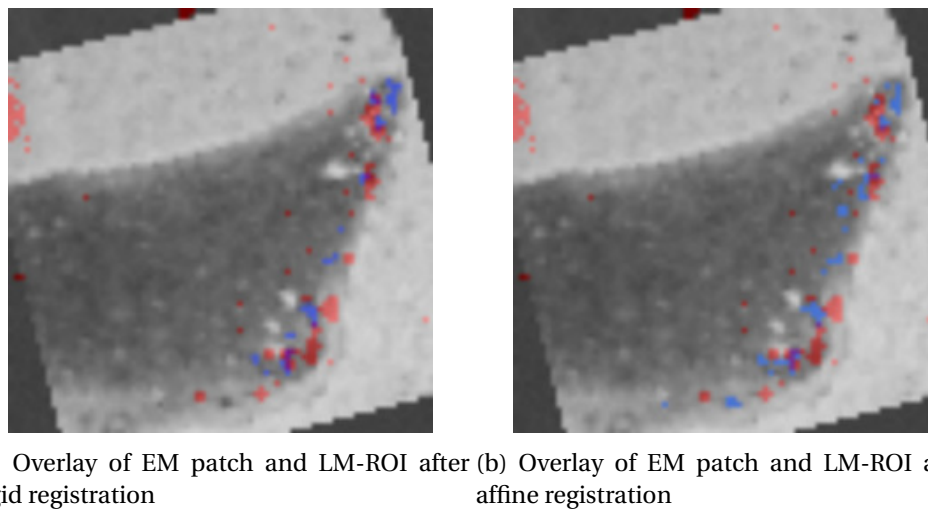 Overlay of EM patch and LM-ROI after
id registration
(b) Overlay of EM patch and LM-ROI a
affine registration